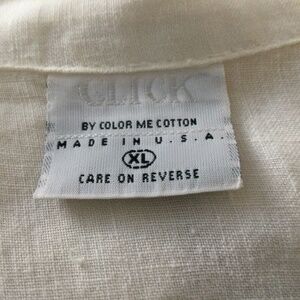 CLICK
BY COLOR ME COTTON
MADE IN U.S.A.
XL
CARE ON REVERSE